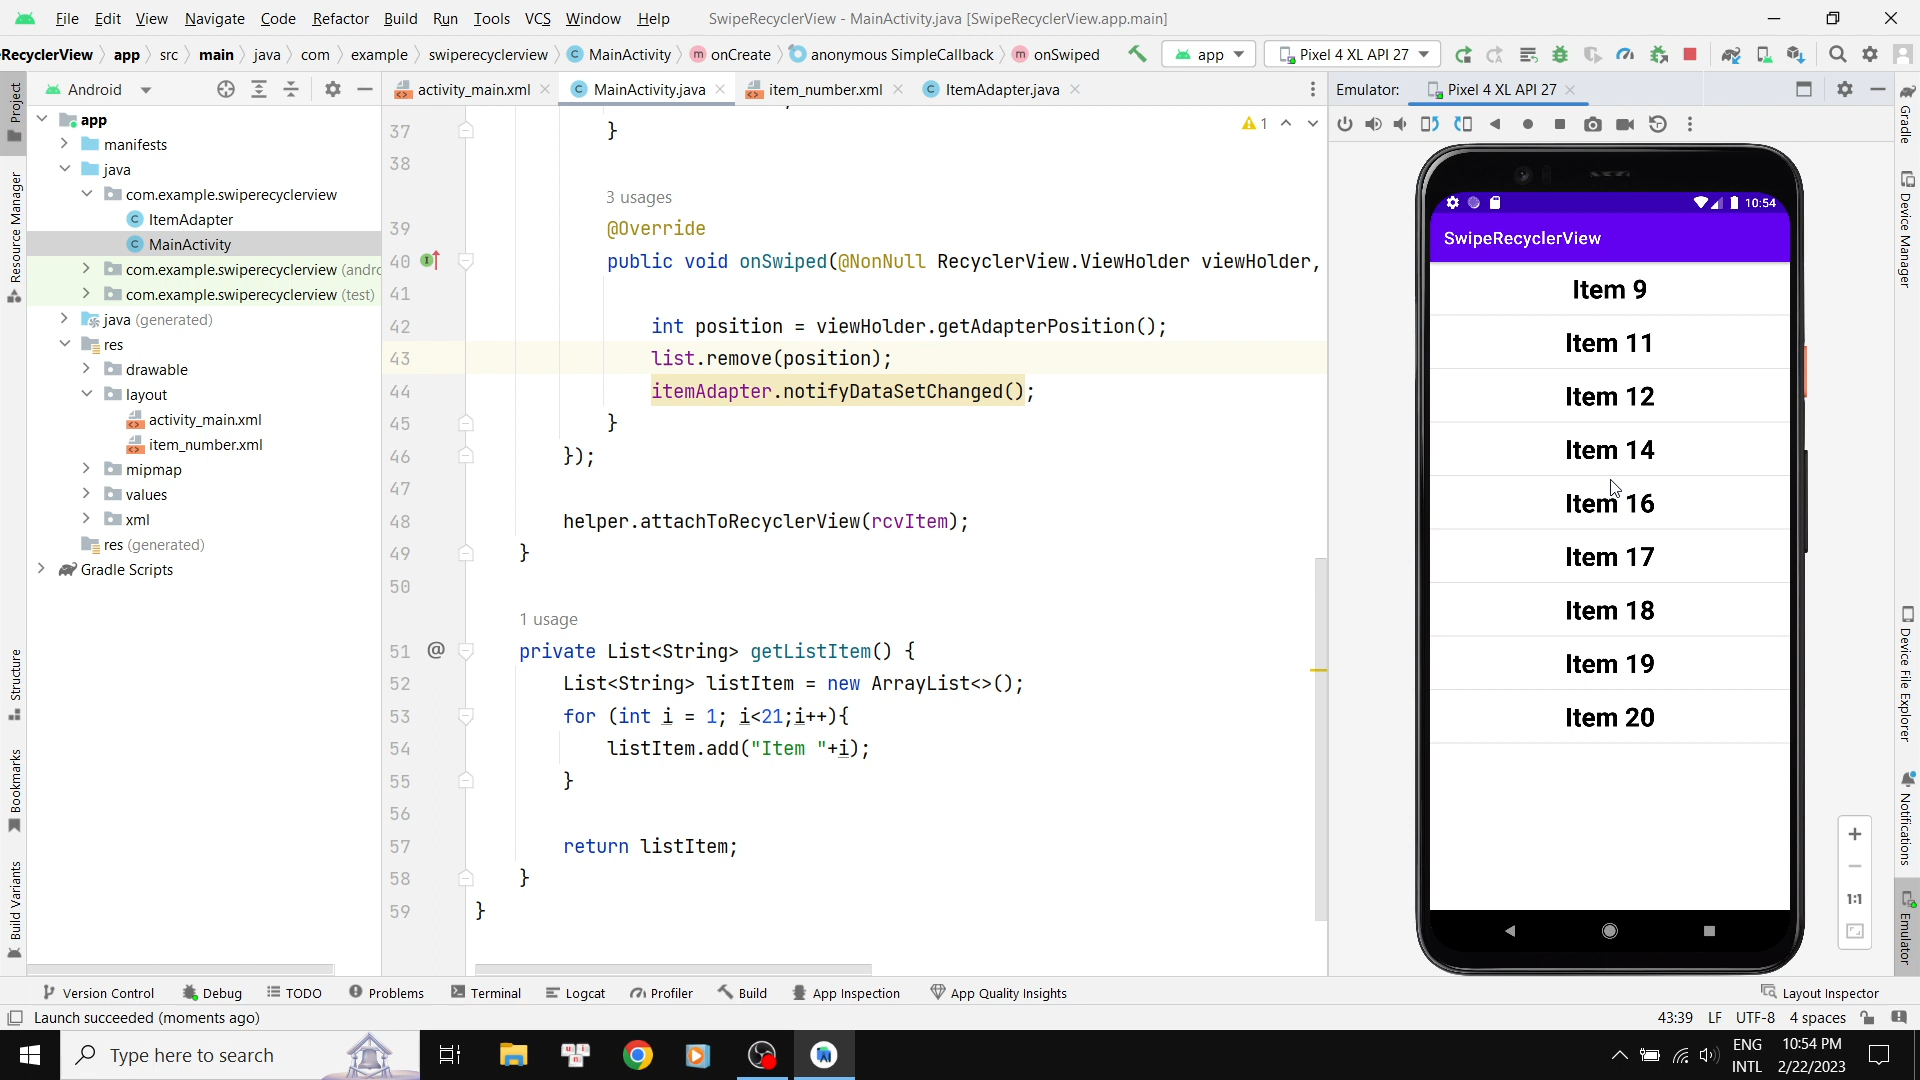 File Edit View Navigate Code Refactor Build Run Tools VCS Window Help SwipeRecyclerView - MainActivity.java [SwipeRecyclerView.app.main]
RecyclerView app src main java com example swiperecyclerview MainActivity onCreate anonymous SimpleCallback onSwiped app Pixel 4 XL API 27
Android activity_main.xml MainActivity.java item_number.xml ItemAdapter.java Emulator: Pixel 4 XL API 27
Project
Resource Manager
Structure
Bookmarks
Build Variants
app
manifests
java
com.example.swiperecyclerview
ItemAdapter
MainActivity
com.example.swiperecyclerview (andro
com.example.swiperecyclerview (test)
java (generated)
res
drawable
layout
activity_main.xml
item_number.xml
mipmap
values
xml
res (generated)
Gradle Scripts
1
37 }
38
3 usages
39 @Override
40 public void onSwiped(@NonNull RecyclerView.ViewHolder viewHolder,
41
42 int position = viewHolder.getAdapterPosition();
43 list.remove(position);
44 itemAdapter.notifyDataSetChanged();
45 }
46 });
47
48 helper.attachToRecyclerView(rcvItem);
49 }
50
1 usage
51 @ private List<String> getListItem() {
52 List<String> listItem = new ArrayList<>();
53 for (int i = 1; i<21;i++){
54 listItem.add("Item "+i);
55 }
56
57 return listItem;
58 }
59 }
10:54
SwipeRecyclerView
Item 9
Item 11
Item 12
Item 14
Item 16
Item 17
Item 18
Item 19
Item 20
1:1
Gradle
Device Manager
Device File Explorer
Notifications
Emulator
Version Control Debug TODO Problems Terminal Logcat Profiler Build App Inspection App Quality Insights Layout Inspector
Launch succeeded (moments ago) 43:39 LF UTF-8 4 spaces
Type here to search ENG 10:54 PM
INTL 2/22/2023